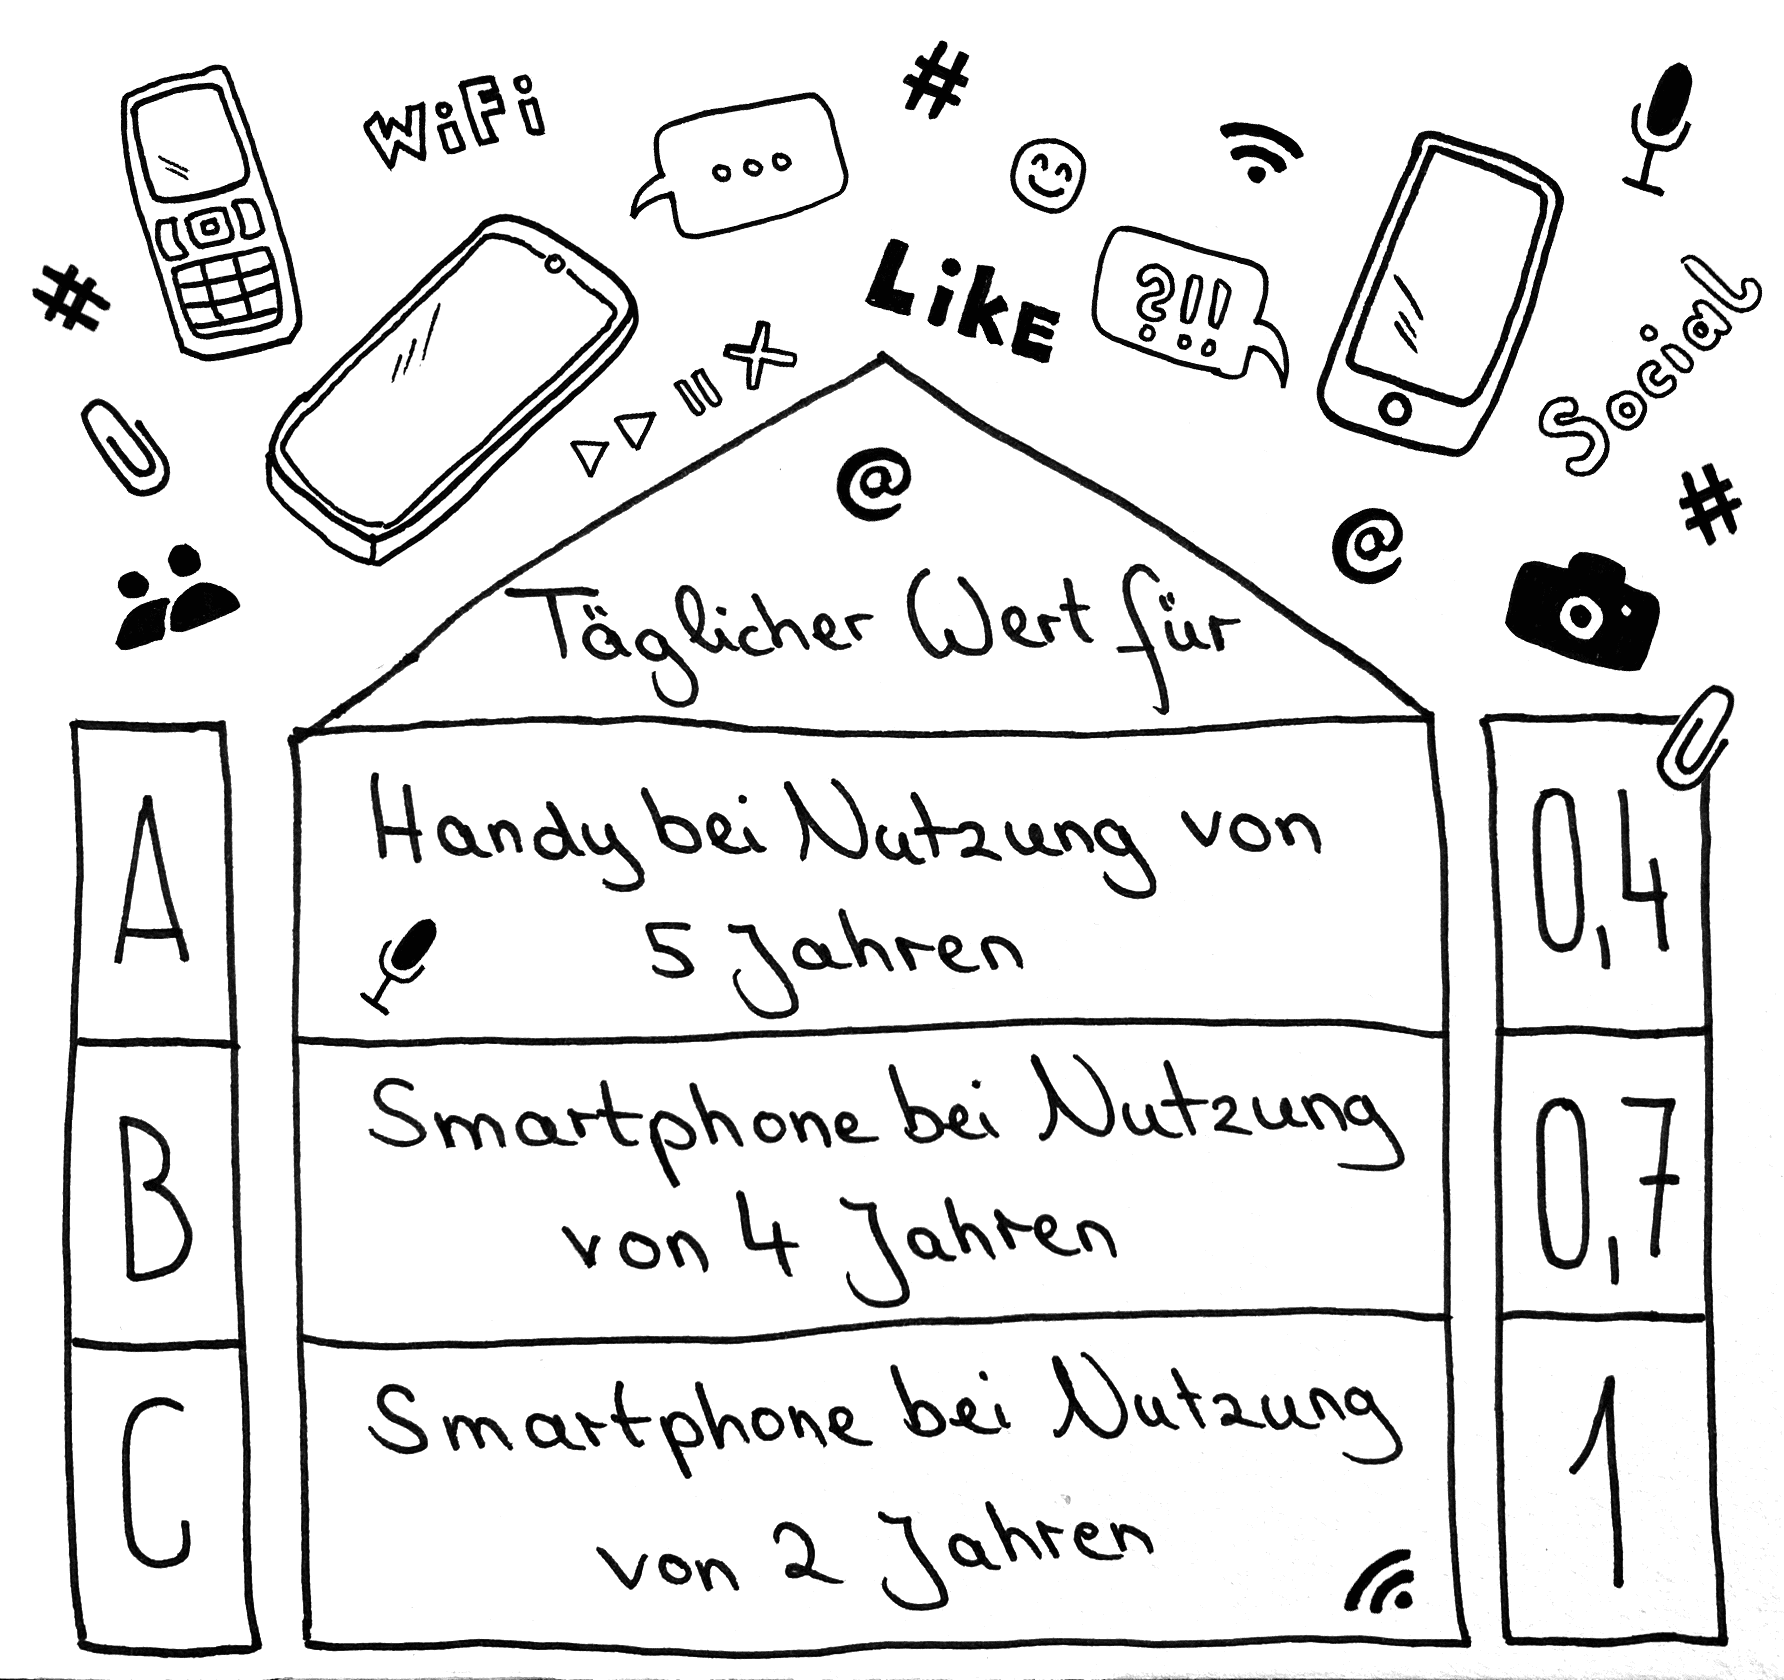 WiFi
#
...
Like
?!!
Social
#
#
@
@
Täglicher Wert für
A
Handy bei Nutzung von
5 Jahren
0,4
B
Smartphone bei Nutzung
von 4 Jahren
0,7
C
Smartphone bei Nutzung
von 2 Jahren
1